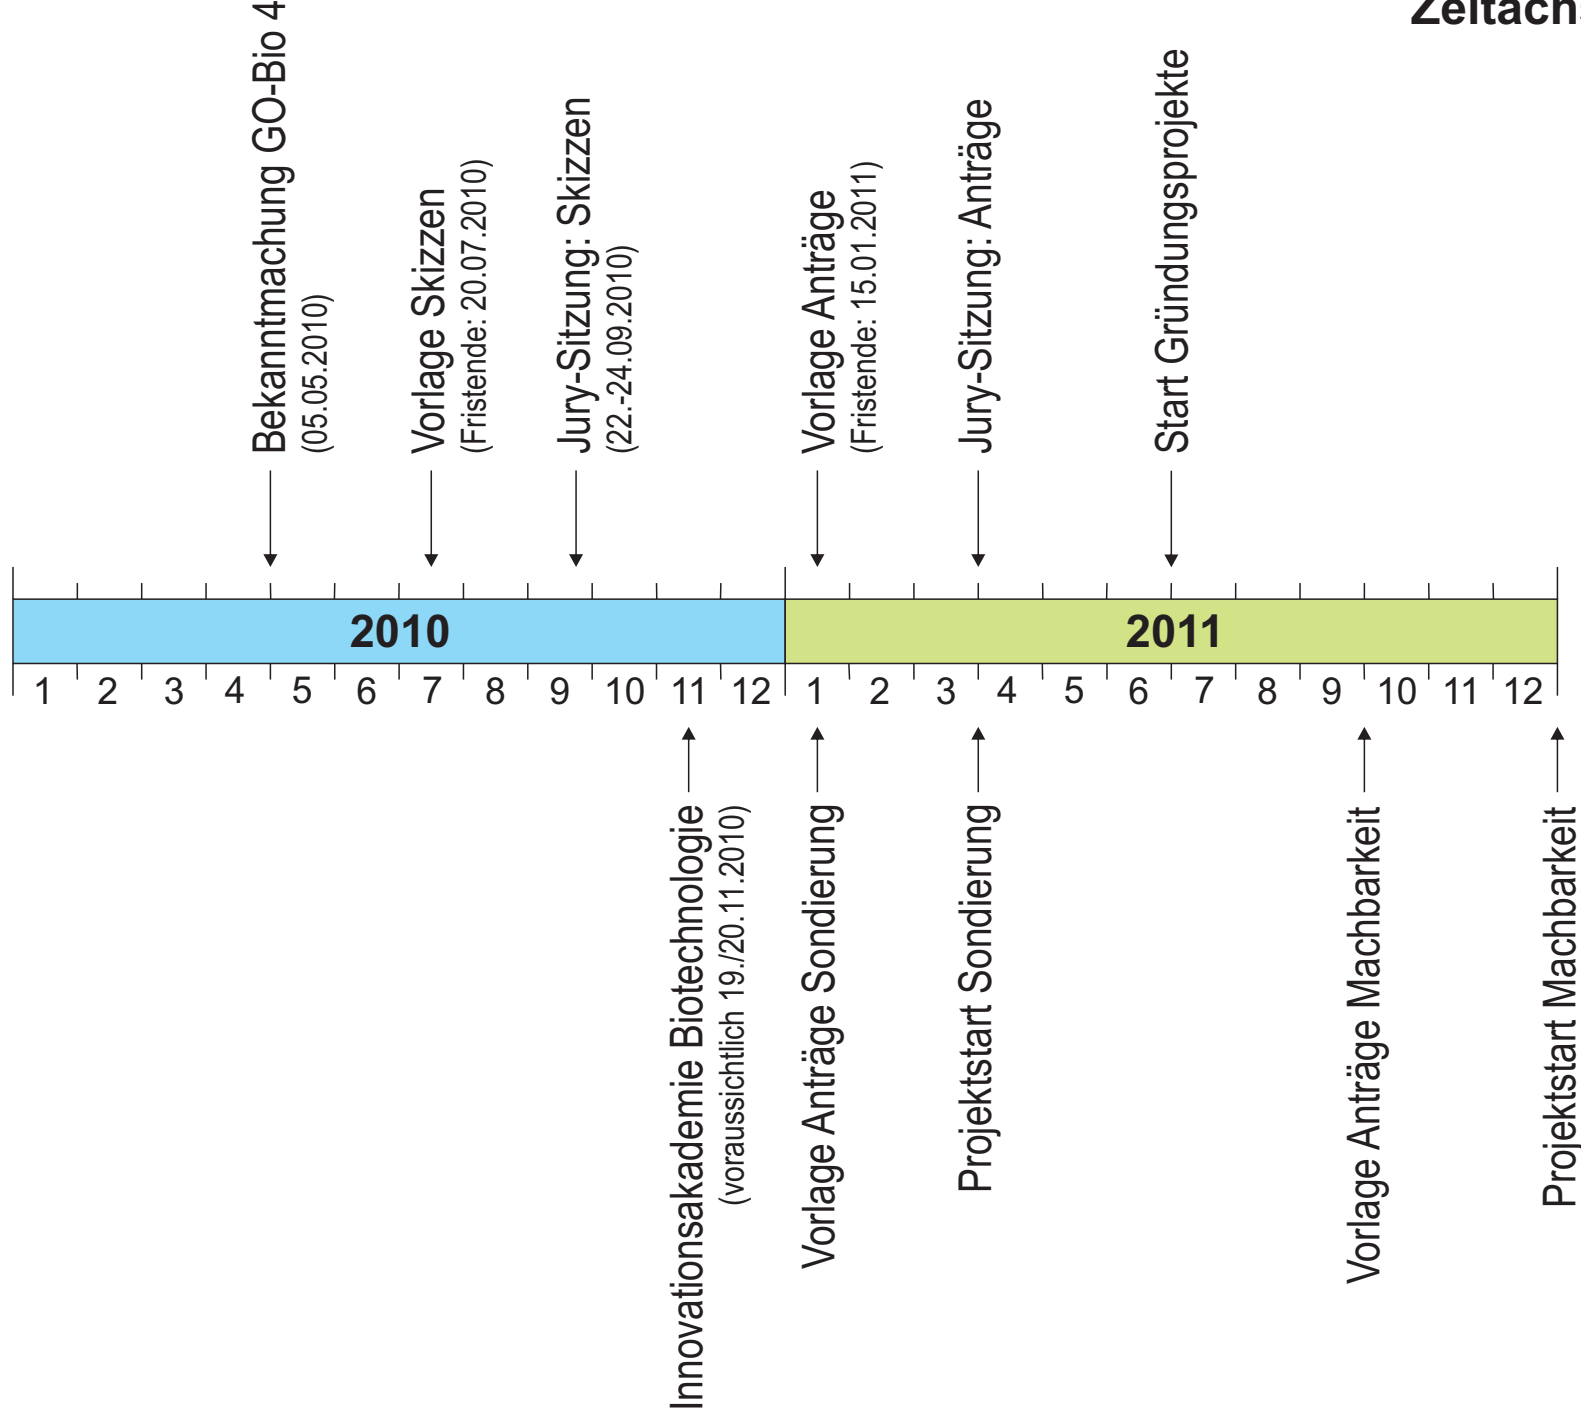 Bekanntmachung GO-Bio 4
(05.05.2010)
Vorlage Skizzen
(Fristende: 20.07.2010)
Jury-Sitzung: Skizzen
(22.-24.09.2010)
Vorlage Anträge
(Fristende: 15.01.2011)
Jury-Sitzung: Anträge
Start Gründungsprojekte
2010 2011
1 2 3 4 5 6 7 8 9 10 11 12 1 2 3 4 5 6 7 8 9 10 11 12
Innovationsakademie Biotechnologie
(voraussichtlich 19./20.11.2010)
Vorlage Anträge Sondierung
Projektstart Sondierung
Vorlage Anträge Machbarkeit
Projektstart Machbarkeit